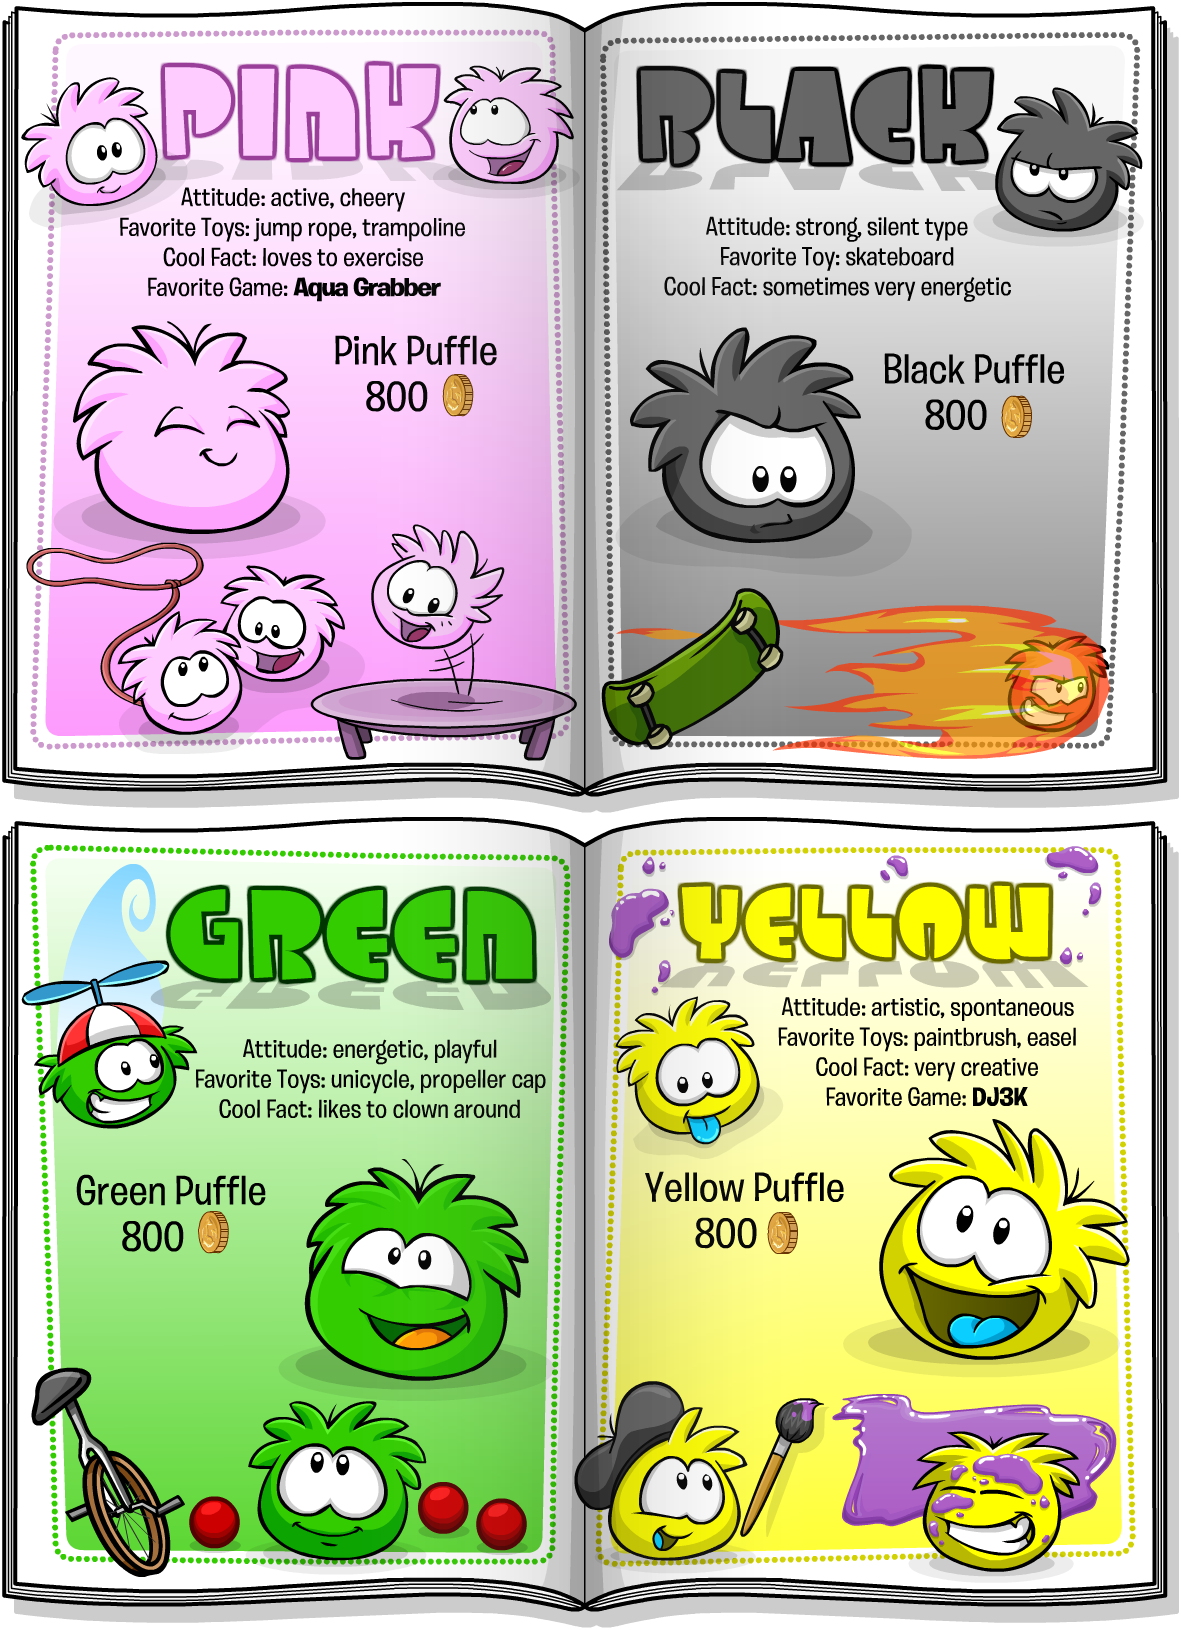 PINK
Attitude: active, cheery
Favorite Toys: jump rope, trampoline
Cool Fact: loves to exercise
Favorite Game: Aqua Grabber
Pink Puffle
800
BLACK
Attitude: strong, silent type
Favorite Toy: skateboard
Cool Fact: sometimes very energetic
Black Puffle
800
GREEN
Attitude: energetic, playful
Favorite Toys: unicycle, propeller cap
Cool Fact: likes to clown around
Green Puffle
800
YELLOW
Attitude: artistic, spontaneous
Favorite Toys: paintbrush, easel
Cool Fact: very creative
Favorite Game: DJ3K
Yellow Puffle
800